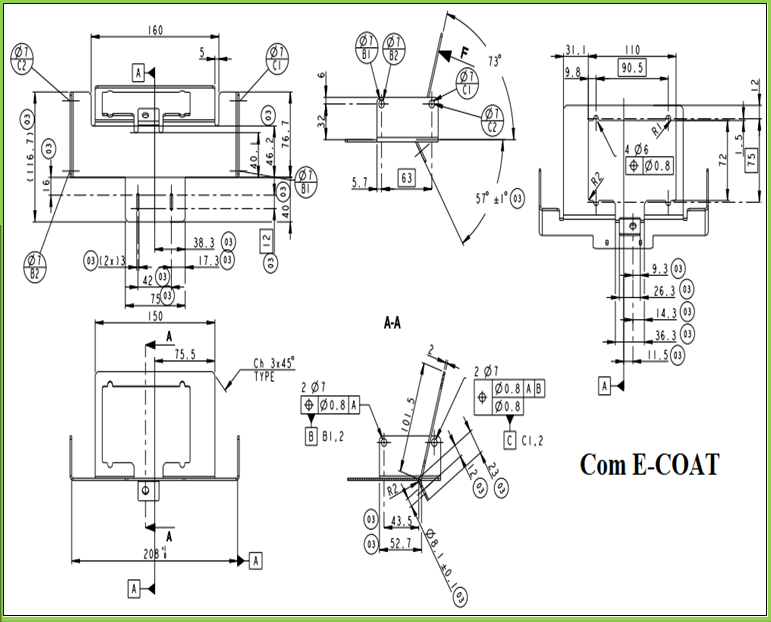 160
5
A
Ø7
C2
Ø7
C1
(116.7)
03
03
16
40.1
46.2
03
76.7
Ø7
B1
40
03
12
03
Ø7
B2
38.3 03
03 (2x)3
17.3 03
42 03
75 03
Ø7
B1
Ø7
B2
F
73°
6
32
Ø7
C1
Ø7
C2
5.7
63
57° ±1° 03
31.1
110
9.8
90.5
12
R1
1.5
4 Ø6
Ø0.8
72
75
R2
9.3 03
26.3 03
14.3 03
36.3 03
11.5 03
A
150
A
75.5
Ch 3x45°
TYPE
A
208
A
A
A-A
2
2 Ø7
Ø0.8 A
B B1,2
101.5
2 Ø7
Ø0.8 A B
Ø0.8
C C1,2
R2
12 03
23 03
03 43.5
03 52.7
Ø8.1 ±0.1 03
Com E-COAT